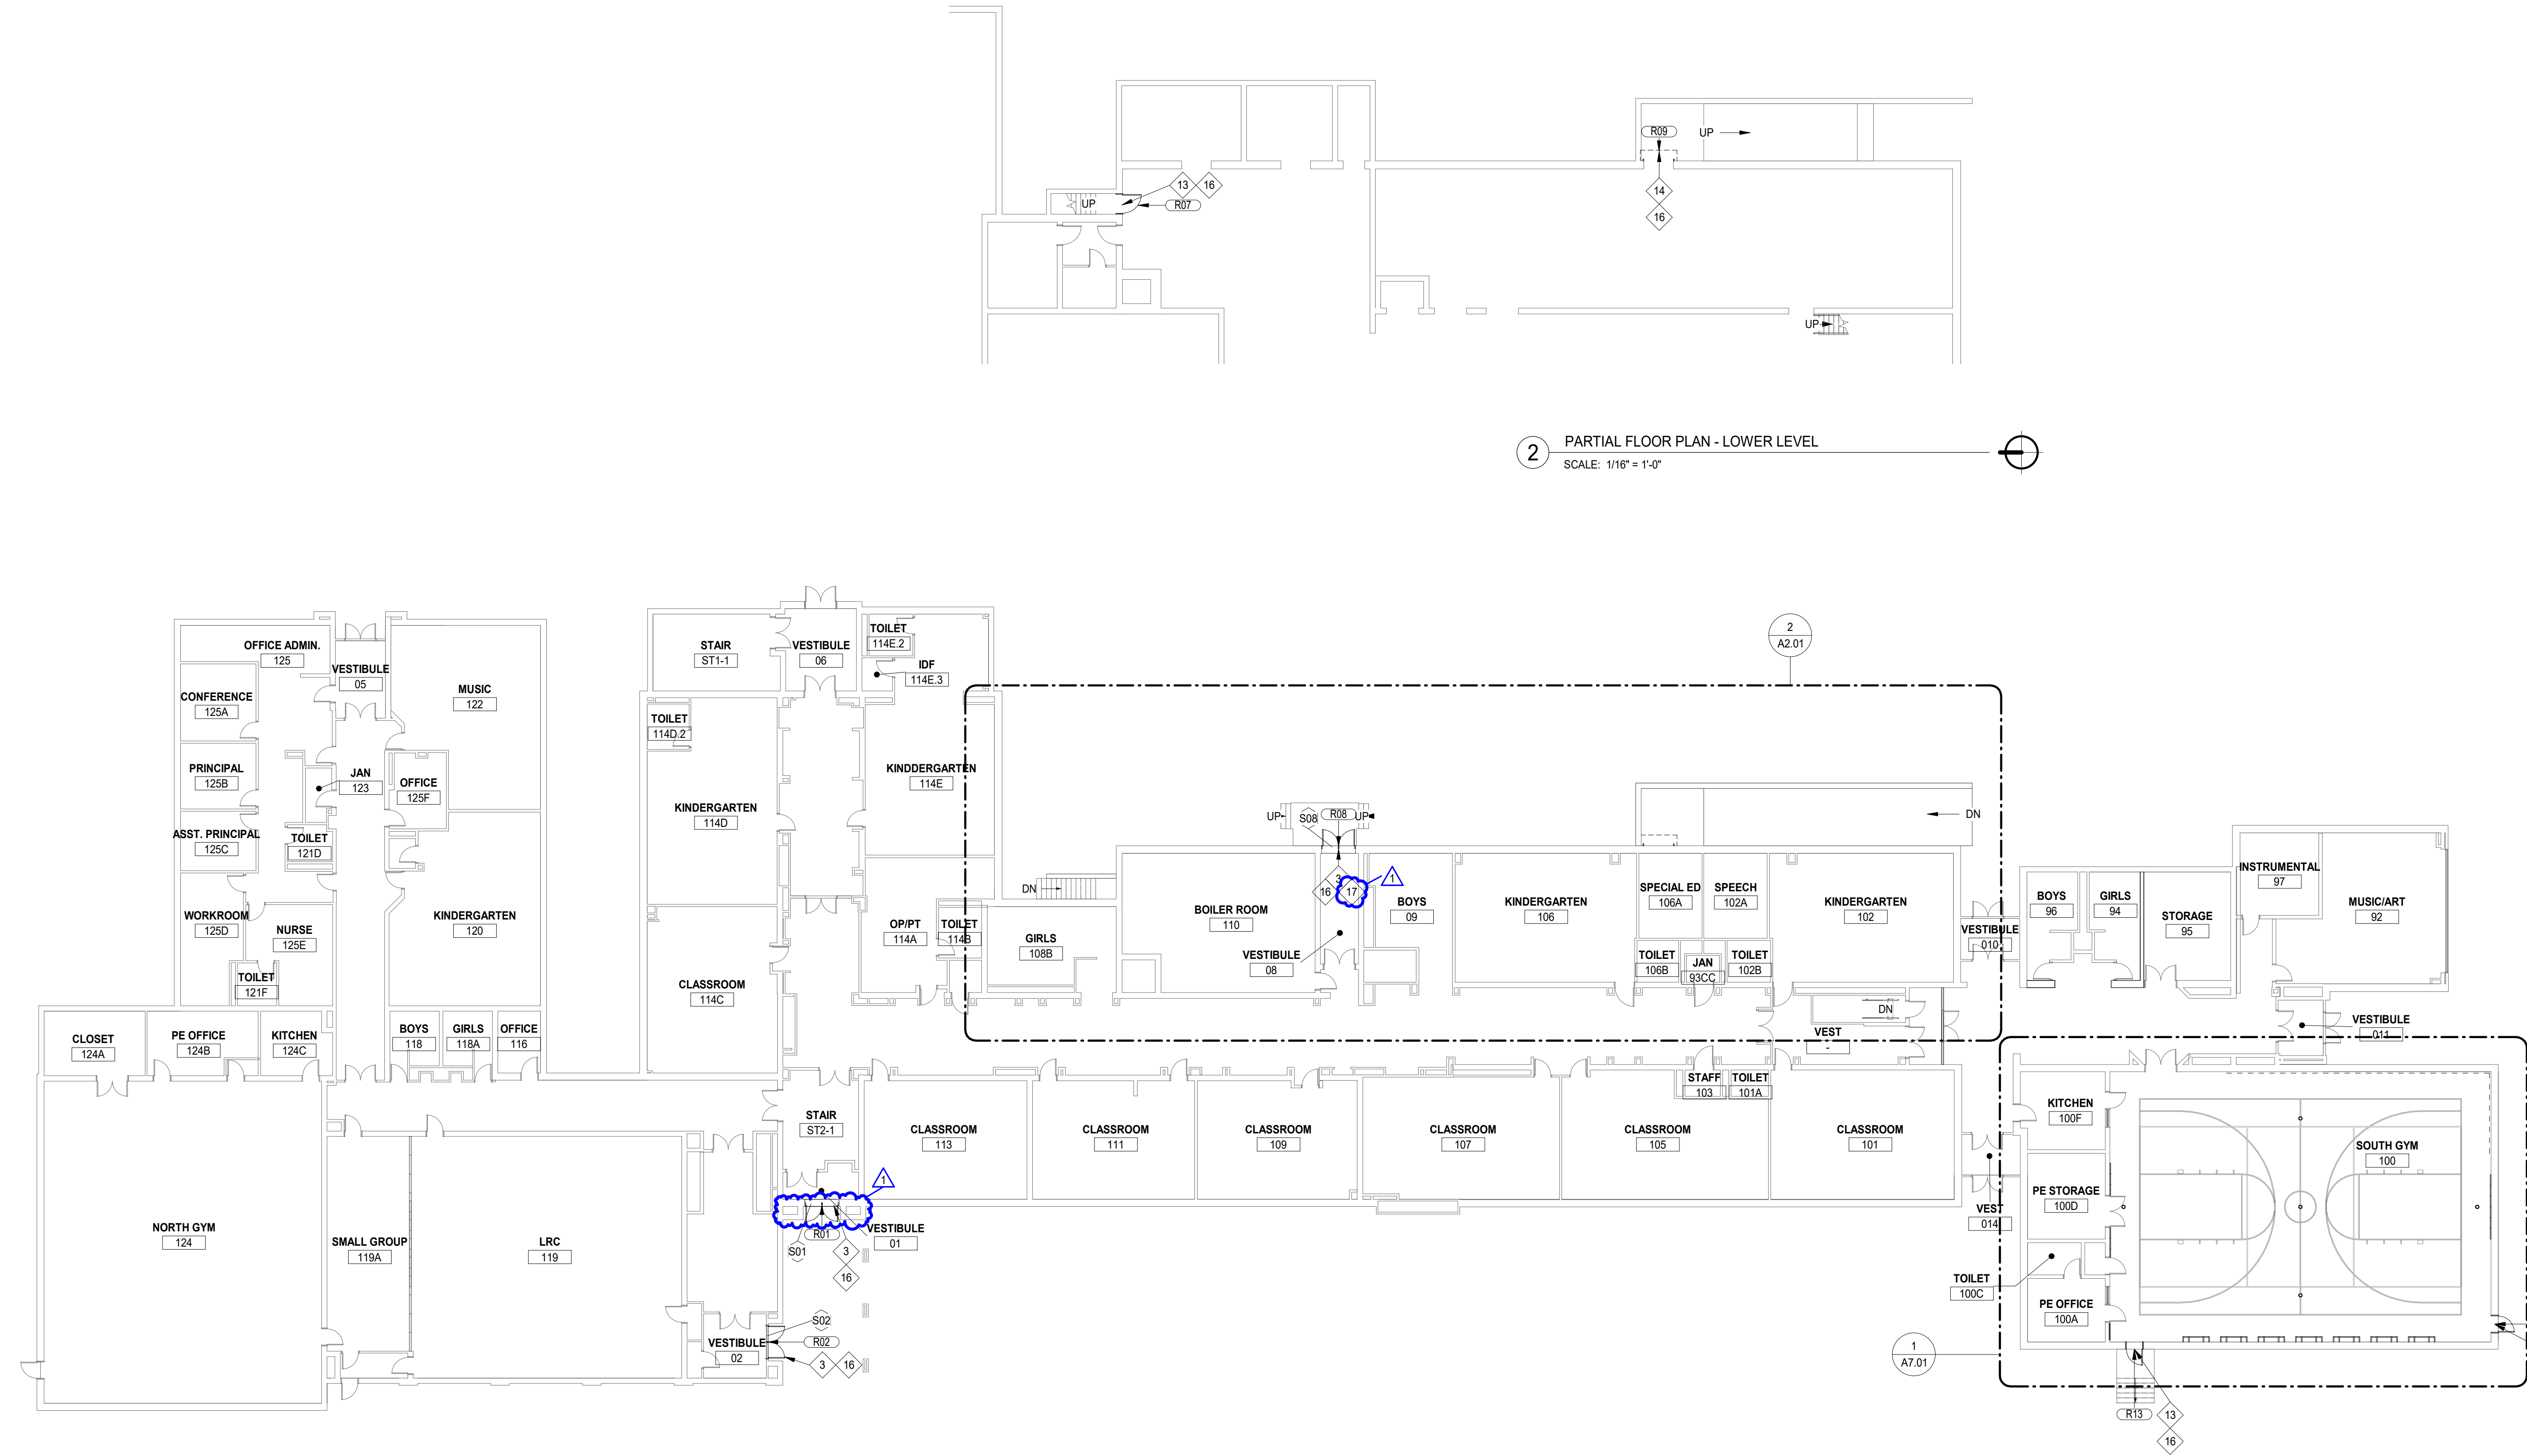 R09
UP
14
16
13
16
UP
R07
UP
2
PARTIAL FLOOR PLAN - LOWER LEVEL
SCALE: 1/16" = 1'-0"
2
A2.01
OFFICE ADMIN.
125
VESTIBULE
05
CONFERENCE
125A
MUSIC
122
PRINCIPAL
125B
JAN
123
OFFICE
125F
ASST. PRINCIPAL
125C
TOILET
121D
WORKROOM
125D
NURSE
125E
TOILET
121F
KINDERGARTEN
120
STAIR
ST1-1
VESTIBULE
06
TOILET
114E.2
IDF
114E.3
TOILET
114D.2
KINDERGARTEN
114D
KINDDERGARTEN
114E
CLASSROOM
114C
OP/PT
114A
TOILET
114B
DN
GIRLS
108B
UP
S08
R08
UP
3
16
17
1
BOILER ROOM
110
VESTIBULE
08
BOYS
09
KINDERGARTEN
106
SPECIAL ED
106A
SPEECH
102A
KINDERGARTEN
102
TOILET
106B
JAN
93CC
TOILET
102B
DN
DN
VEST
-
VESTIBULE
010
BOYS
96
GIRLS
94
STORAGE
95
INSTRUMENTAL
97
MUSIC/ART
92
VESTIBULE
011
CLOSET
124A
PE OFFICE
124B
KITCHEN
124C
BOYS
118
GIRLS
118A
OFFICE
116
NORTH GYM
124
SMALL GROUP
119A
LRC
119
STAIR
ST2-1
CLASSROOM
113
CLASSROOM
111
CLASSROOM
109
CLASSROOM
107
CLASSROOM
105
STAFF
103
TOILET
101A
CLASSROOM
101
1
R01
S01
VESTIBULE
01
3
16
S02
R02
VESTIBULE
02
3
16
KITCHEN
100F
SOUTH GYM
100
PE STORAGE
100D
VEST
014
TOILET
100C
PE OFFICE
100A
1
A7.01
R13
13
16